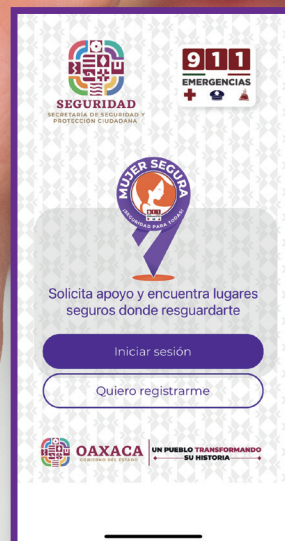 SEGURIDAD
SECRETARÍA DE SEGURIDAD Y
PROTECCIÓN CIUDADANA
911
EMERGENCIAS
MUJER SEGURA
¡SEGURIDAD PARA TODAS!
Solicita apoyo y encuentra lugares
seguros donde resguardarte
Iniciar sesión
Quiero registrarme
OAXACA
GOBIERNO DEL ESTADO
UN PUEBLO TRANSFORMANDO
SU HISTORIA